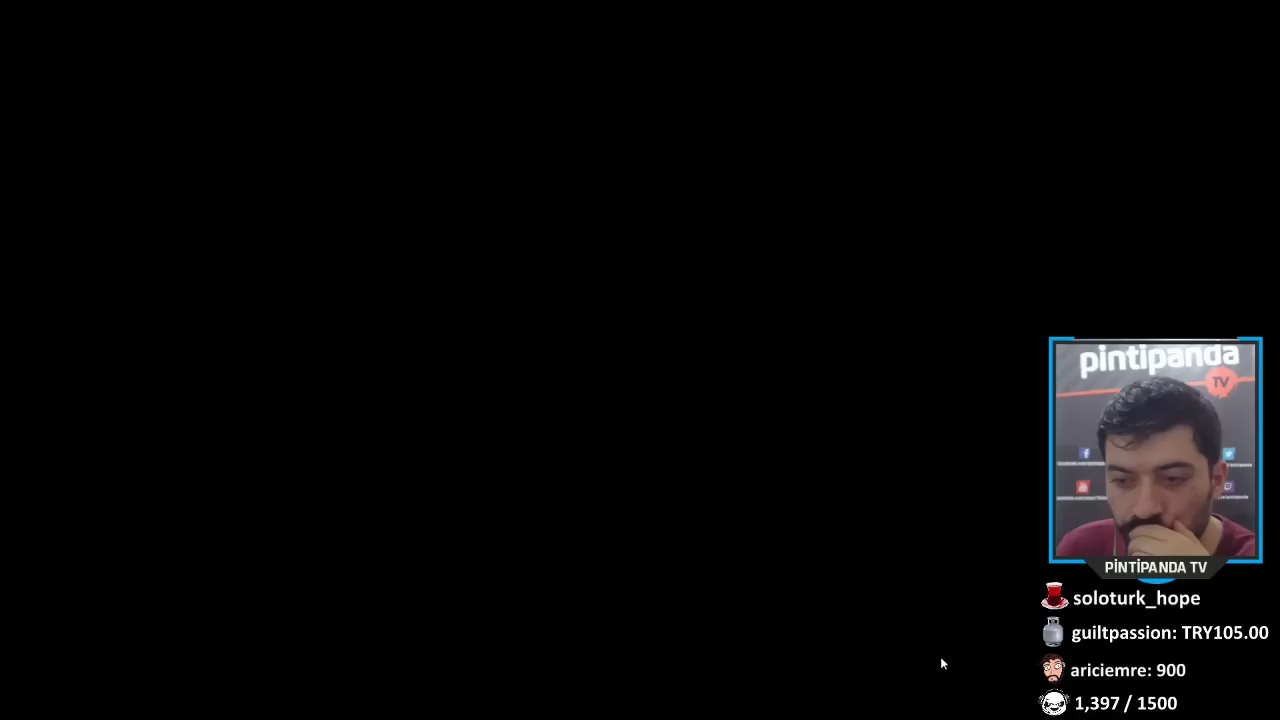 pintipanda
TV
PİNTİPANDA TV
soloturk_hope
guiltpassion: TRY105.00
ariciemre: 900
1,397 / 1500